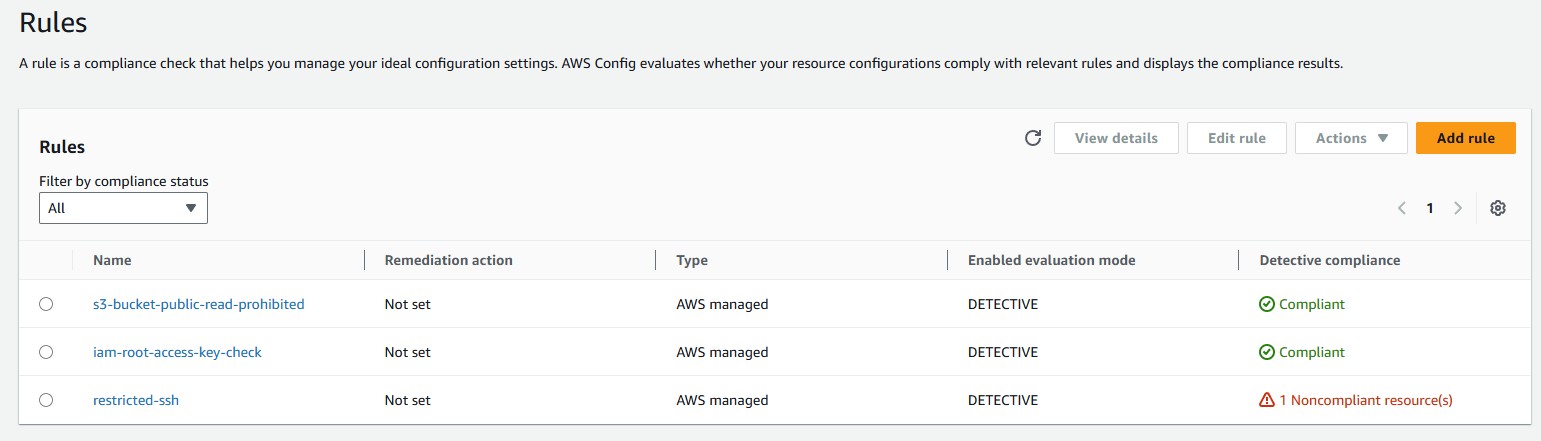 Rules
A rule is a compliance check that helps you manage your ideal configuration settings. AWS Config evaluates whether your resource configurations comply with relevant rules and displays the compliance results.
Rules View details Edit rule Actions Add rule
Filter by compliance status
All 1
Name Remediation action Type Enabled evaluation mode Detective compliance
s3-bucket-public-read-prohibited Not set AWS managed DETECTIVE Compliant
iam-root-access-key-check Not set AWS managed DETECTIVE Compliant
restricted-ssh Not set AWS managed DETECTIVE 1 Noncompliant resource(s)